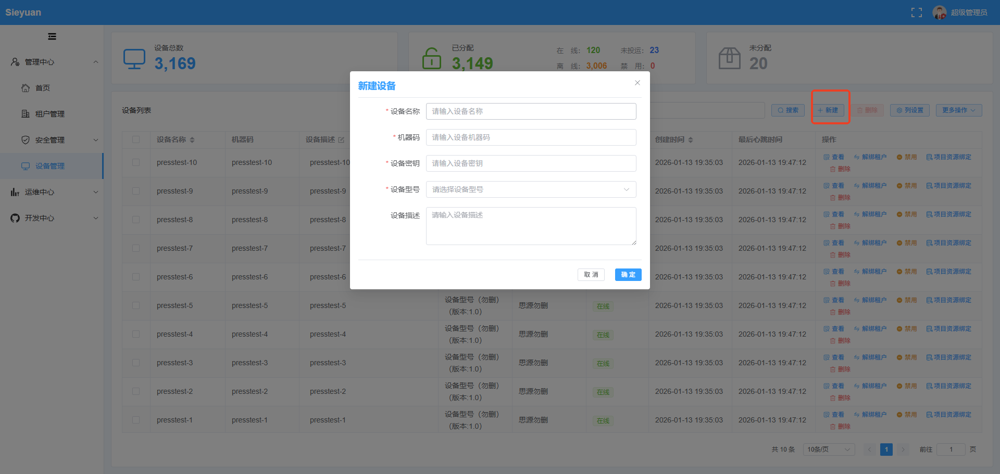 Sieyuan
超级管理员
管理中心
首页
租户管理
安全管理
设备管理
运维中心
开发中心
设备总数
3,169
已分配
3,149
在 线: 120
未投运: 23
离 线: 3,006
禁 用: 0
未分配
20
设备列表
搜索
新建
删除
列设置
更多操作
设备名称 机器码 设备描述 创建时间 最后心跳时间 操作
presstest-10 presstest-10 presstest-10 2026-01-13 19:35:03 2026-01-13 19:47:12 查看 解绑租户 禁用 项目资源绑定
删除
presstest-9 presstest-9 presstest-9 2026-01-13 19:35:03 2026-01-13 19:47:12 查看 解绑租户 禁用 项目资源绑定
删除
presstest-8 presstest-8 presstest-8 2026-01-13 19:35:03 2026-01-13 19:47:12 查看 解绑租户 禁用 项目资源绑定
删除
presstest-7 presstest-7 presstest-7 2026-01-13 19:35:03 2026-01-13 19:47:12 查看 解绑租户 禁用 项目资源绑定
删除
presstest-6 presstest-6 presstest-6 2026-01-13 19:35:03 2026-01-13 19:47:12 查看 解绑租户 禁用 项目资源绑定
删除
presstest-5 presstest-5 presstest-5 设备型号（勿删）（版本:1.0） 思源勿删 在线 2026-01-13 19:35:03 2026-01-13 19:47:12 查看 解绑租户 禁用 项目资源绑定
删除
presstest-4 presstest-4 presstest-4 设备型号（勿删）（版本:1.0） 思源勿删 在线 2026-01-13 19:35:03 2026-01-13 19:47:12 查看 解绑租户 禁用 项目资源绑定
删除
presstest-3 presstest-3 presstest-3 设备型号（勿删）（版本:1.0） 思源勿删 在线 2026-01-13 19:35:03 2026-01-13 19:47:12 查看 解绑租户 禁用 项目资源绑定
删除
presstest-2 presstest-2 presstest-2 设备型号（勿删）（版本:1.0） 思源勿删 在线 2026-01-13 19:35:03 2026-01-13 19:47:12 查看 解绑租户 禁用 项目资源绑定
删除
presstest-1 presstest-1 presstest-1 设备型号（勿删）（版本:1.0） 思源勿删 在线 2026-01-13 19:35:03 2026-01-13 19:47:12 查看 解绑租户 禁用 项目资源绑定
删除
共 10 条 10条/页 1 前往 1 页
新建设备
* 设备名称 请输入设备名称
* 机器码 请输入设备机器码
* 设备密钥 请输入设备密钥
* 设备型号 请选择设备型号
设备描述 请输入设备描述
取 消 确 定